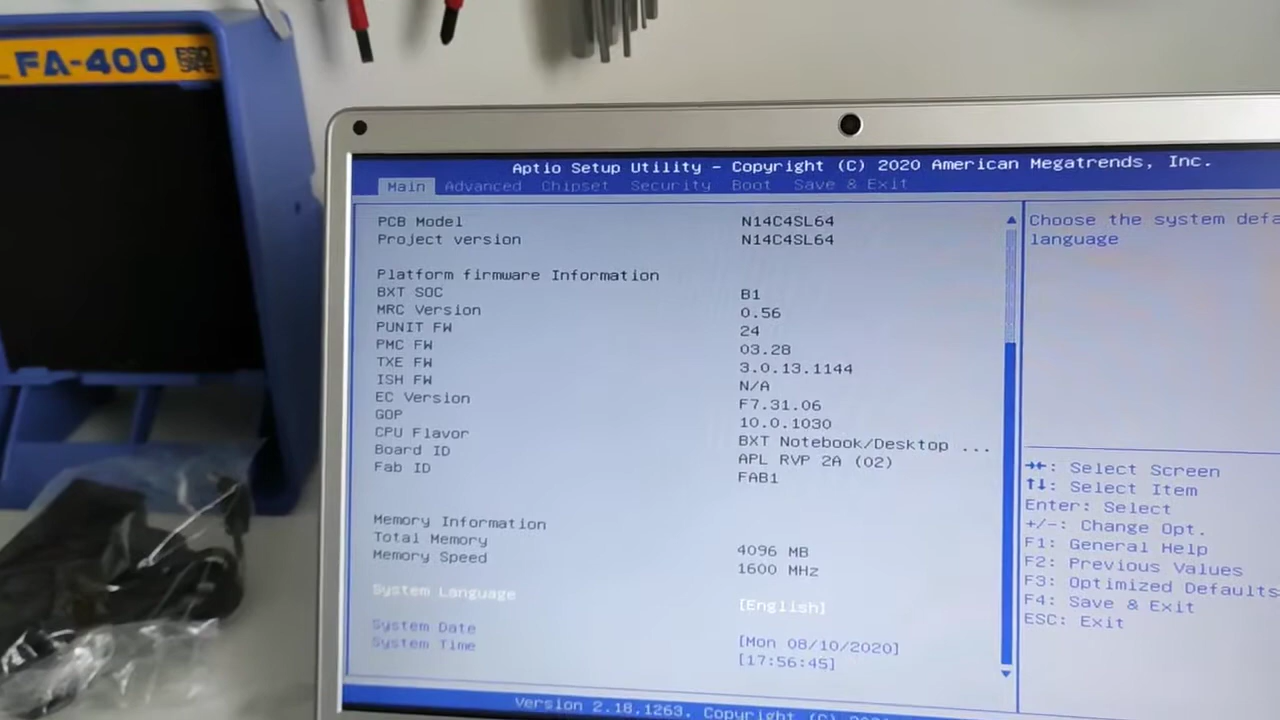 FA-400
Aptio Setup Utility - Copyright (C) 2020 American Megatrends, Inc.
Main Advanced Chipset Security Boot Save & Exit
PCB Model N14C4SL64
Project version N14C4SL64
Platform firmware Information
BXT SOC B1
MRC Version 0.56
PUNIT FW 24
PMC FW 03.28
TXE FW 3.0.13.1144
ISH FW N/A
EC Version F7.31.06
GOP 10.0.1030
CPU Flavor BXT Notebook/Desktop ...
Board ID APL RVP 2A (02)
Fab ID FAB1
Memory Information
Total Memory 4096 MB
Memory Speed 1600 MHz
System Language [English]
System Date [Mon 08/10/2020]
System Time [17:56:45]
Choose the system defa
language
→←: Select Screen
↑↓: Select Item
Enter: Select
+/-: Change Opt.
F1: General Help
F2: Previous Values
F3: Optimized Defaults
F4: Save & Exit
ESC: Exit
Version 2.18.1263. Copyright (C) 2020